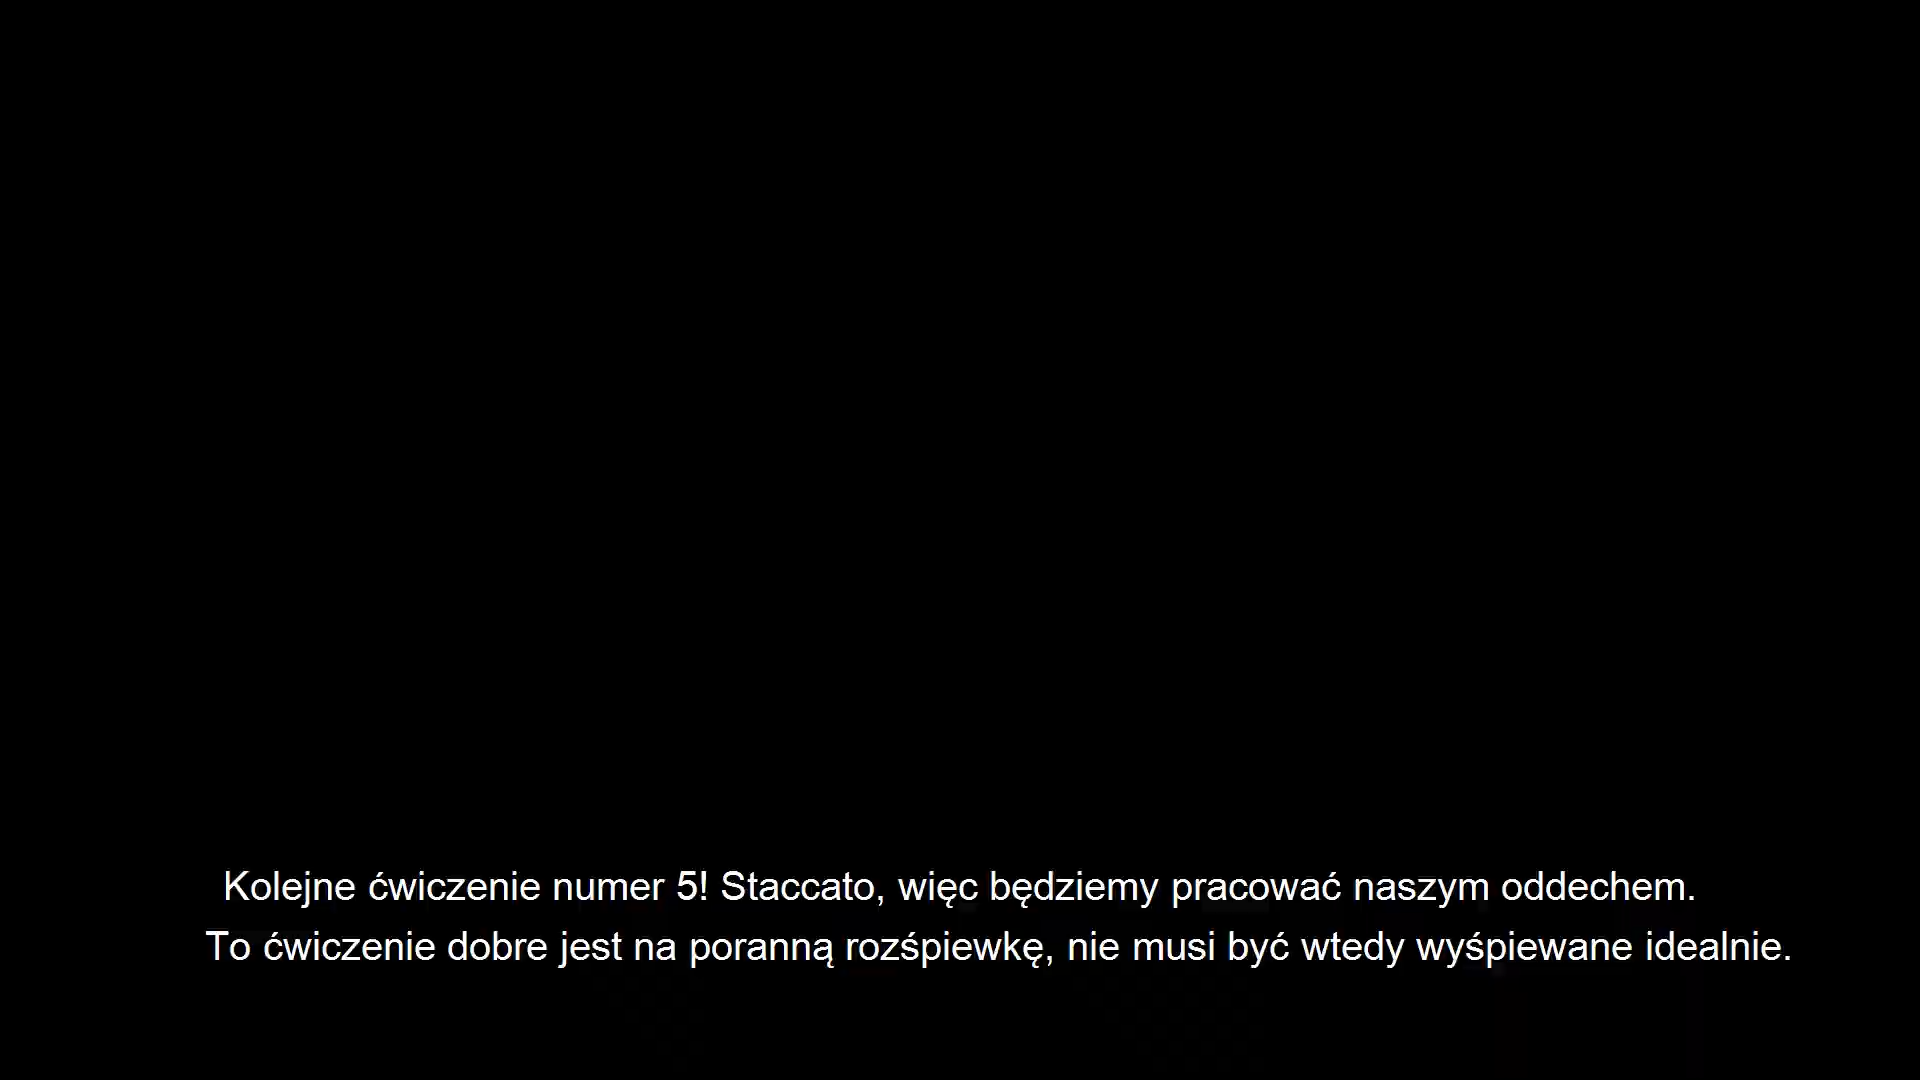 Kolejne ćwiczenie numer 5! Staccato, więc będziemy pracować naszym oddechem.
To ćwiczenie dobre jest na poranną rozśpiewkę, nie musi być wtedy wyśpiewane idealnie.